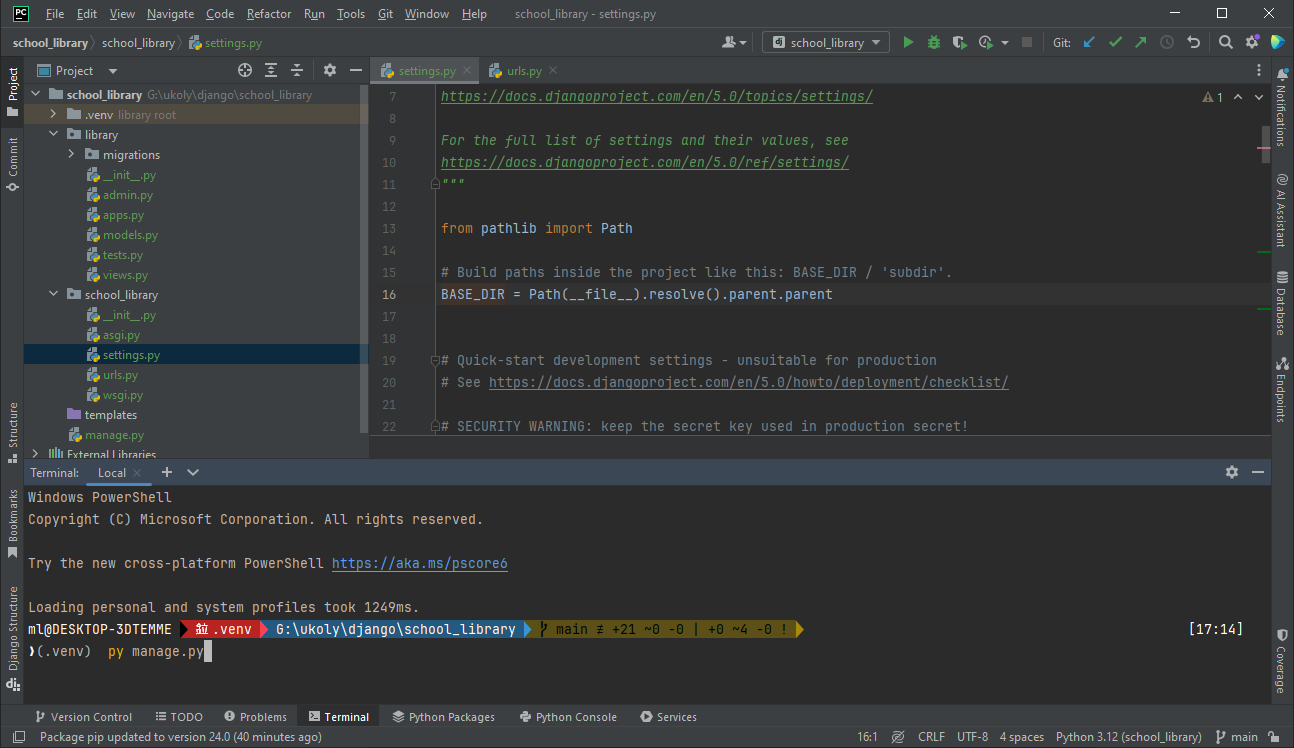 PC File Edit View Navigate Code Refactor Run Tools Git Window Help school_library - settings.py
school_library school_library settings.py
dj school_library Git:
Project
settings.py urls.py
Project
Commit
Structure
Bookmarks
Django Structure
school_library G:\ukoly\django\school_library
.venv library root
library
migrations
__init__.py
admin.py
apps.py
models.py
tests.py
views.py
school_library
__init__.py
asgi.py
settings.py
urls.py
wsgi.py
templates
manage.py
External Libraries
7 https://docs.djangoproject.com/en/5.0/topics/settings/
8
9 For the full list of settings and their values, see
10 https://docs.djangoproject.com/en/5.0/ref/settings/
11 """
12
13 from pathlib import Path
14
15 # Build paths inside the project like this: BASE_DIR / 'subdir'.
16 BASE_DIR = Path(__file__).resolve().parent.parent
17
18
19 # Quick-start development settings - unsuitable for production
20 # See https://docs.djangoproject.com/en/5.0/howto/deployment/checklist/
21
22 # SECURITY WARNING: keep the secret key used in production secret!
1
Notifications
AI Assistant
Database
Endpoints
Coverage
Terminal: Local
Windows PowerShell
Copyright (C) Microsoft Corporation. All rights reserved.
Try the new cross-platform PowerShell https://aka.ms/pscore6
Loading personal and system profiles took 1249ms.
ml@DESKTOP-3DTEMME .venv G:\ukoly\django\school_library main ≢ +21 ~0 -0 | +0 ~4 -0 ! [17:14]
❯(.venv) py manage.py
Version Control TODO Problems Terminal Python Packages Python Console Services
Package pip updated to version 24.0 (40 minutes ago) 16:1 CRLF UTF-8 4 spaces Python 3.12 (school_library) main